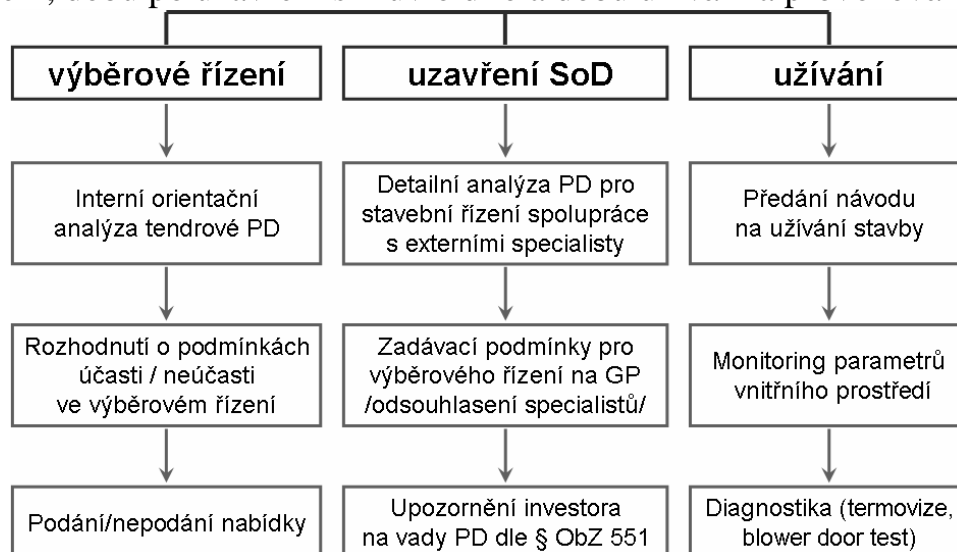 výběrové řízení
Interní orientační
analýza tendrové PD
Rozhodnutí o podmínkách
účasti / neúčasti
ve výběrovém řízení
Podání/nepodání nabídky
uzavření SoD
Detailní analýza PD pro
stavební řízení spolupráce
s externími specialisty
Zadávací podmínky pro
výběrového řízení na GP
/odsouhlasení specialistů/
Upozornění investora
na vady PD dle § ObZ 551
užívání
Předání návodu
na užívání stavby
Monitoring parametrů
vnitřního prostředí
Diagnostika (termovize,
blower door test)